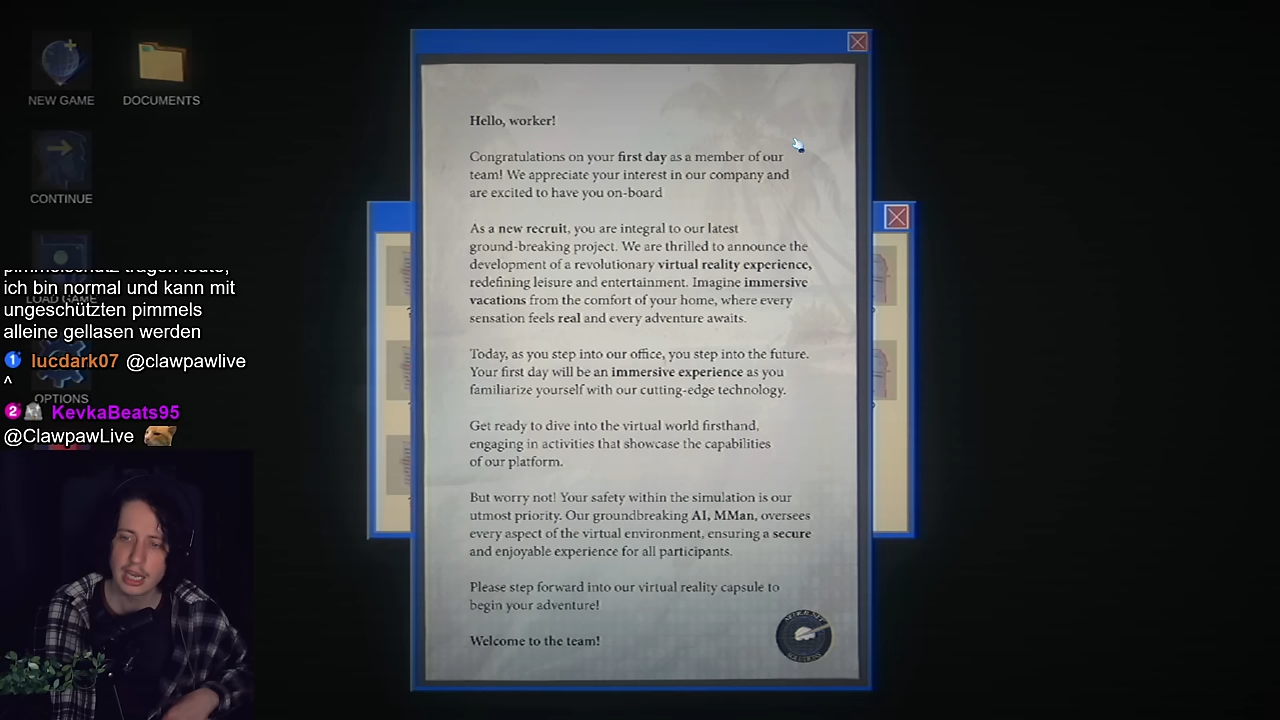 NEW GAME
DOCUMENTS
CONTINUE
LOAD GAME
OPTIONS
ich bin normal und kann mit
ungeschützten pimmels
alleine gellasen werden
lucdark07 @clawpawlive
^
KevkaBeats95
@ClawpawLive
Hello, worker!
Congratulations on your first day as a member of our
team! We appreciate your interest in our company and
are excited to have you on-board
As a new recruit, you are integral to our latest
ground-breaking project. We are thrilled to announce the
development of a revolutionary virtual reality experience,
redefining leisure and entertainment. Imagine immersive
vacations from the comfort of your home, where every
sensation feels real and every adventure awaits.
Today, as you step into our office, you step into the future.
Your first day will be an immersive experience as you
familiarize yourself with our cutting-edge technology.
Get ready to dive into the virtual world firsthand,
engaging in activities that showcase the capabilities
of our platform.
But worry not! Your safety within the simulation is our
utmost priority. Our groundbreaking AI, MMan, oversees
every aspect of the virtual environment, ensuring a secure
and enjoyable experience for all participants.
Please step forward into our virtual reality capsule to
begin your adventure!
Welcome to the team!